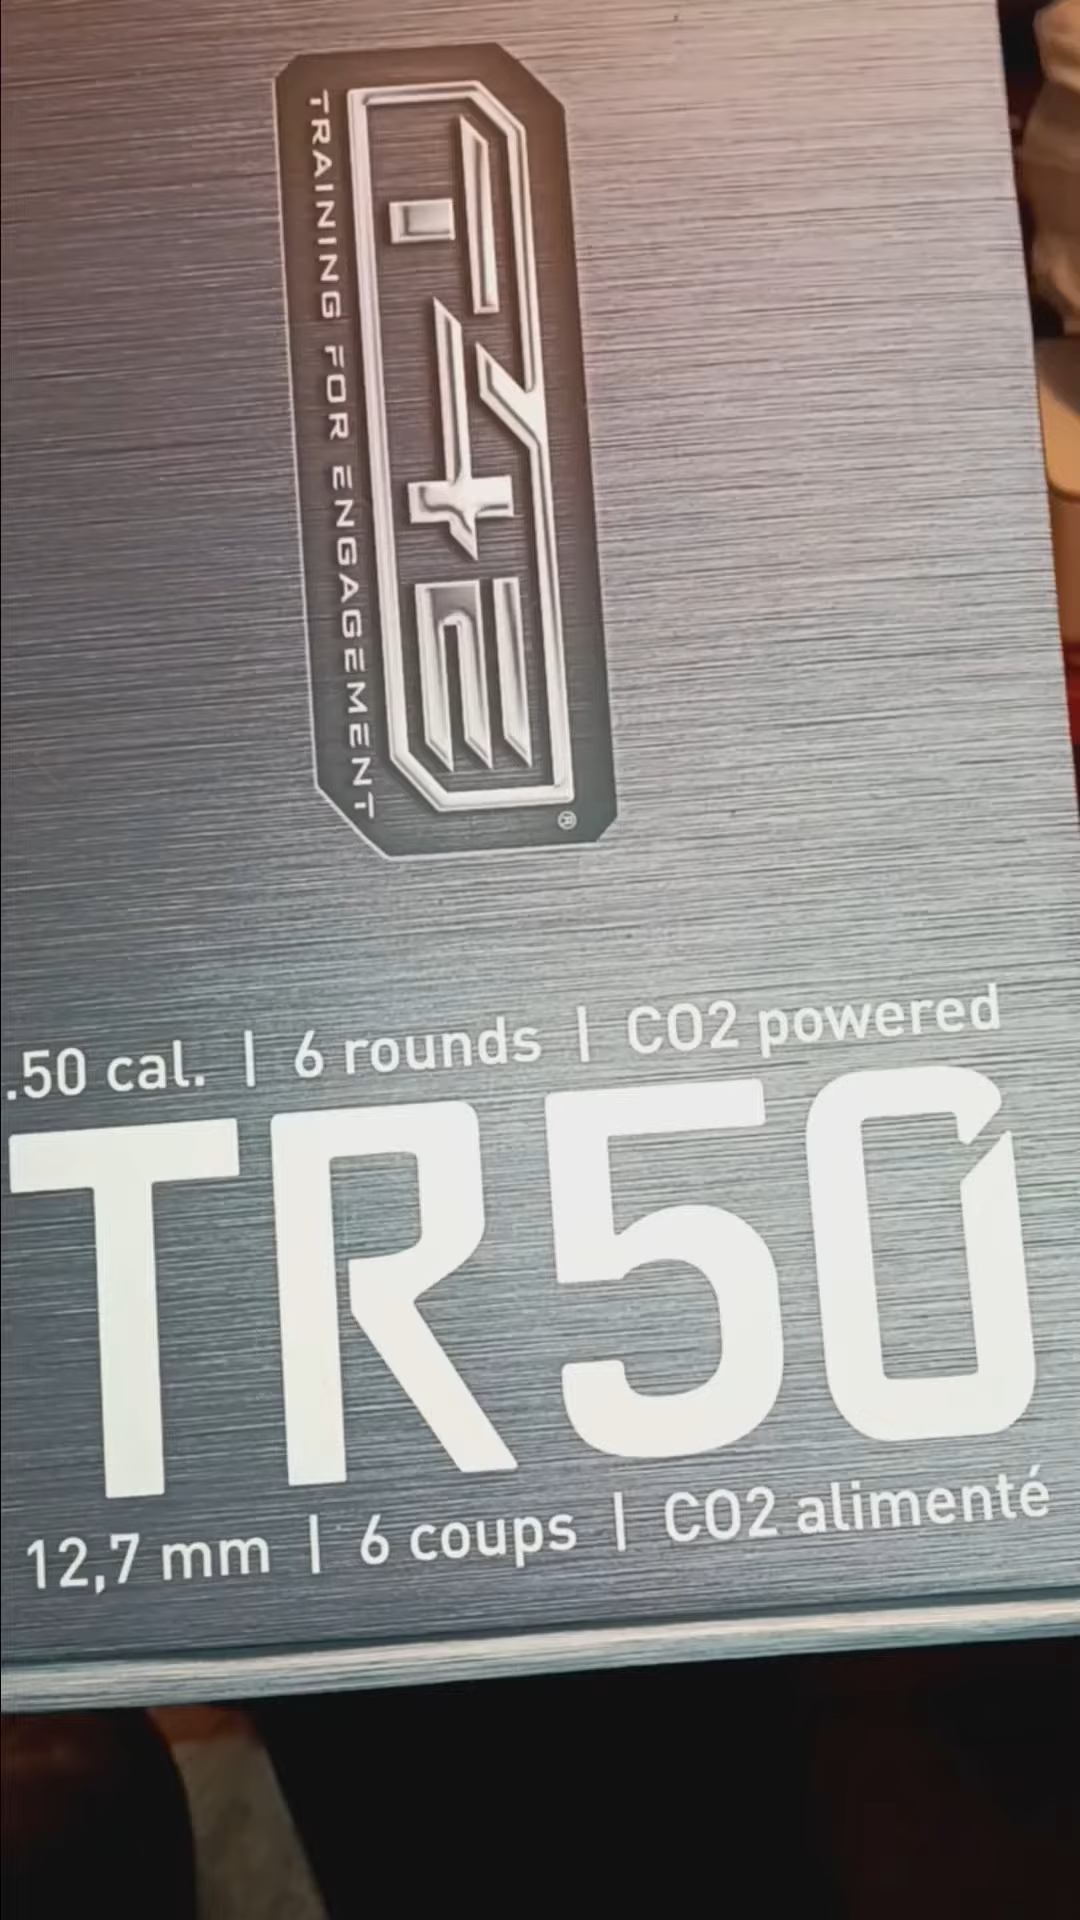 T4E®
TRAINING FOR ENGAGEMENT
.50 cal. | 6 rounds | CO2 powered
TR50
12,7 mm | 6 coups | CO2 alimenté